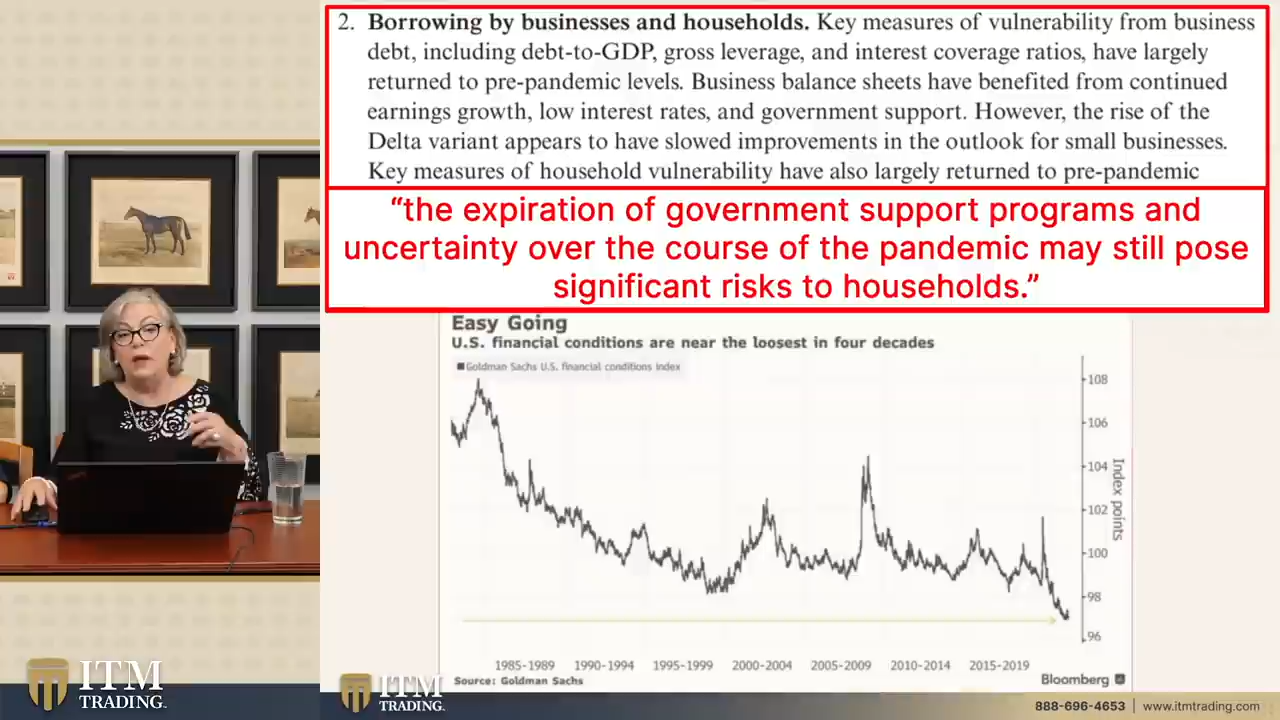 2. Borrowing by businesses and households. Key measures of vulnerability from business
debt, including debt-to-GDP, gross leverage, and interest coverage ratios, have largely
returned to pre-pandemic levels. Business balance sheets have benefited from continued
earnings growth, low interest rates, and government support. However, the rise of the
Delta variant appears to have slowed improvements in the outlook for small businesses.
Key measures of household vulnerability have also largely returned to pre-pandemic
“the expiration of government support programs and
uncertainty over the course of the pandemic may still pose
significant risks to households.”
Easy Going
U.S. financial conditions are near the loosest in four decades
Goldman Sachs U.S. financial conditions index
108
106
104
102
100
98
96
Index points
1985-1989 1990-1994 1995-1999 2000-2004 2005-2009 2010-2014 2015-2019
Source: Goldman Sachs
Bloomberg
ITM
TRADING.
ITM
TRADING.
888-696-4653 | www.itmtrading.com